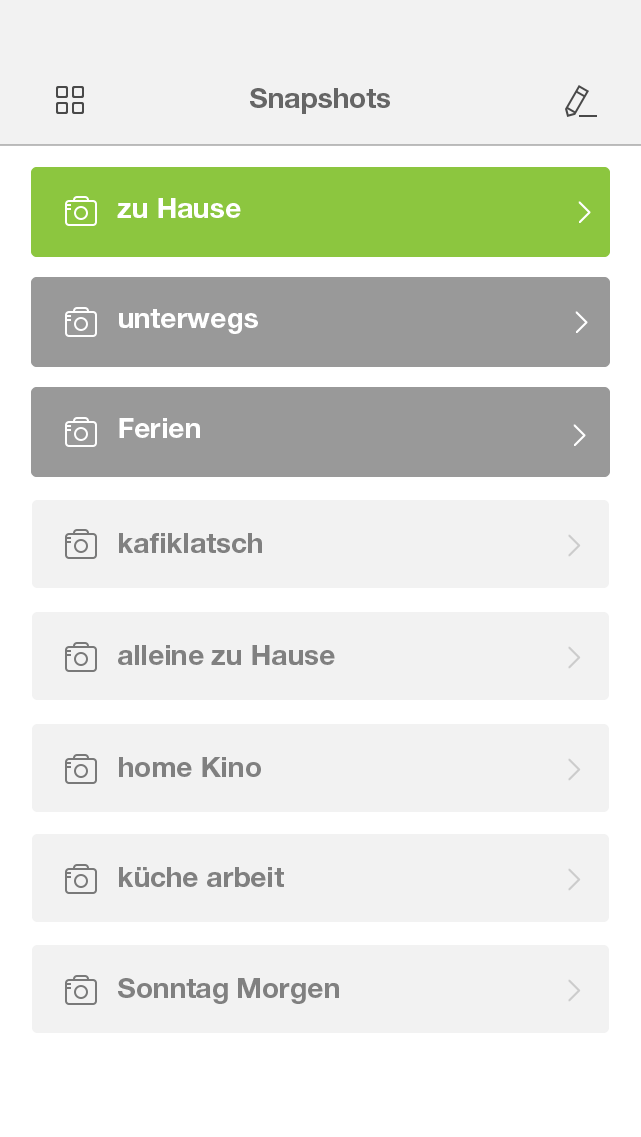 Snapshots
zu Hause
unterwegs
Ferien
kafiklatsch
alleine zu Hause
home Kino
küche arbeit
Sonntag Morgen